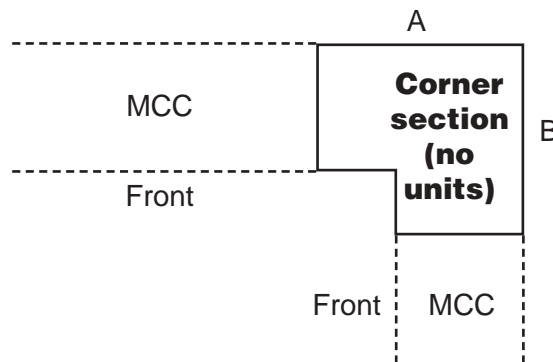 A
MCC
Corner
section
(no
units)
B
Front
Front
MCC